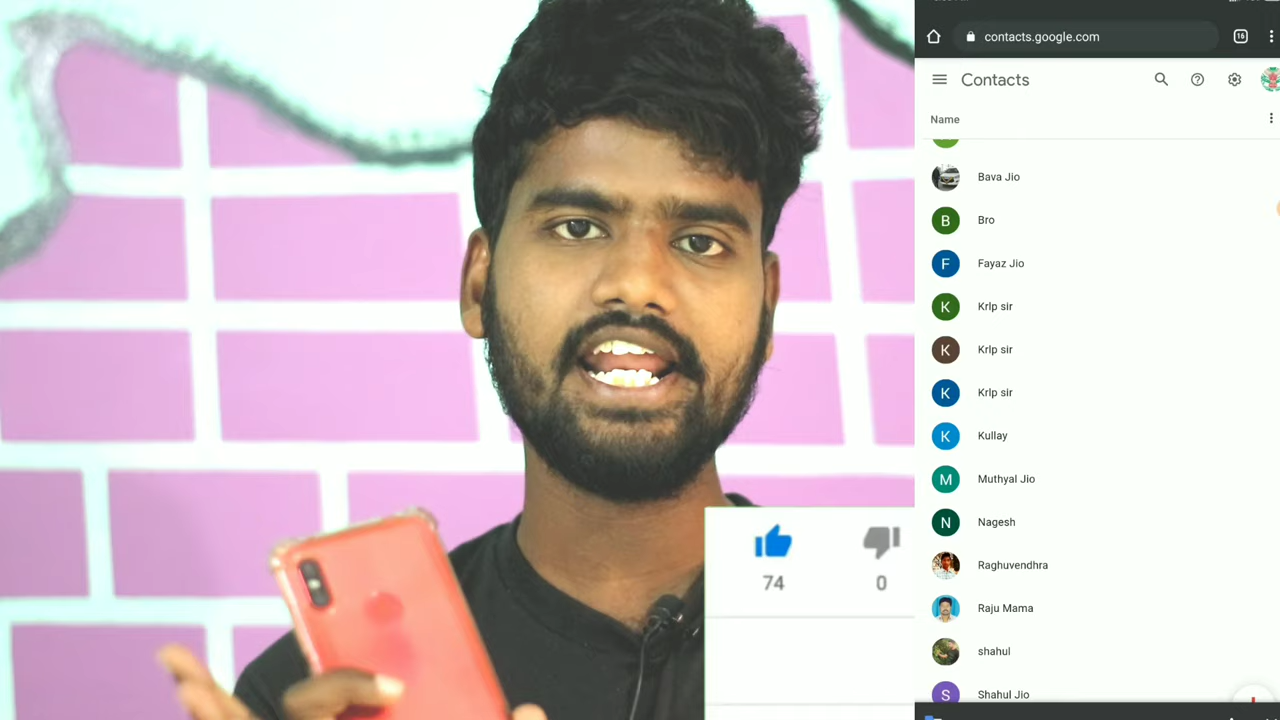 16
contacts.google.com
Contacts
Name
Bava Jio
B
Bro
F
Fayaz Jio
K
Krlp sir
K
Krlp sir
K
Krlp sir
K
Kullay
M
Muthyal Jio
N
Nagesh
Raghuvendhra
Raju Mama
shahul
S
Shahul Jio
74
0